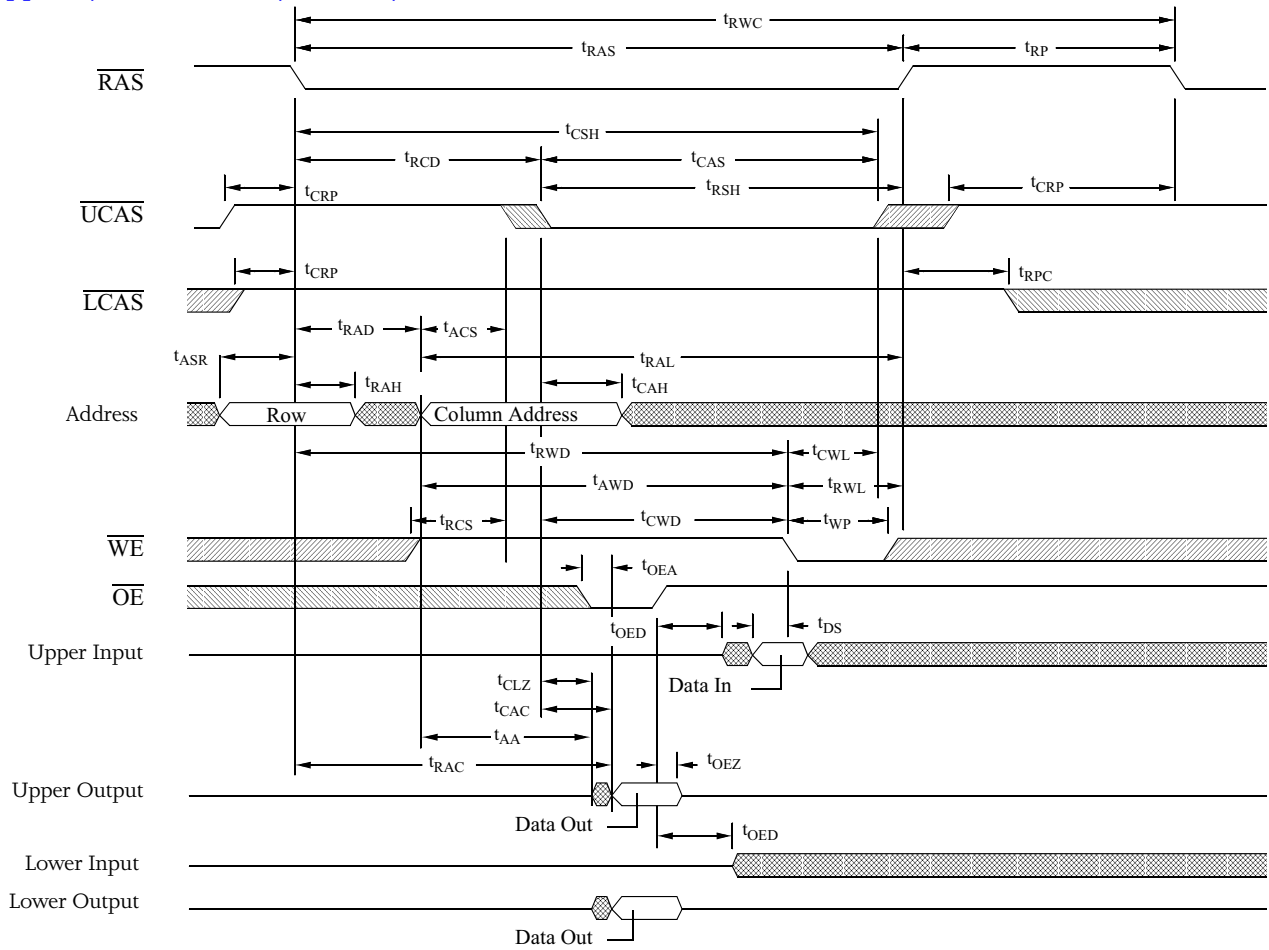 tRWC
tRAS
tRP
RAS
tCSH
tRCD
tCAS
tCRP
tRSH
tCRP
UCAS
tCRP
tRPC
LCAS
tRAD
tACS
tASR
tRAL
tRAH
tCAH
Address
Row
Column Address
tRWD
tCWL
tAWD
tRWL
tRCS
tCWD
tWP
WE
tOEA
OE
tOED
tDS
Upper Input
tCLZ
Data In
tCAC
tAA
tRAC
tOEZ
Upper Output
Data Out
tOED
Lower Input
Lower Output
Data Out